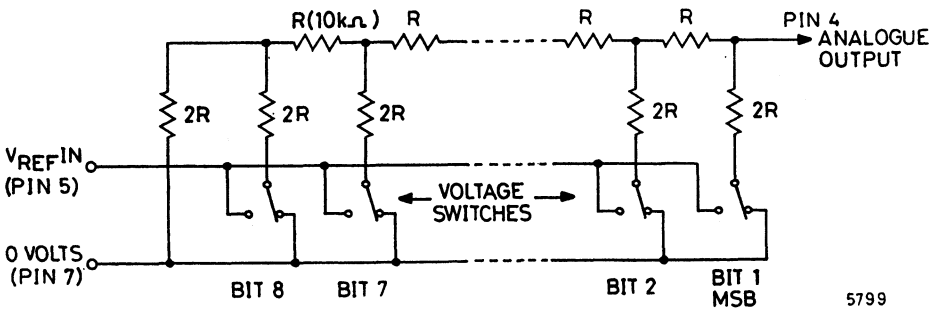 R(10kΩ)
R
R
R
PIN 4
ANALOGUE
OUTPUT
2R
2R
2R
2R
2R
VREF IN
(PIN 5)
VOLTAGE
SWITCHES
0 VOLTS
(PIN 7)
BIT 8
BIT 7
BIT 2
BIT 1
MSB
5799